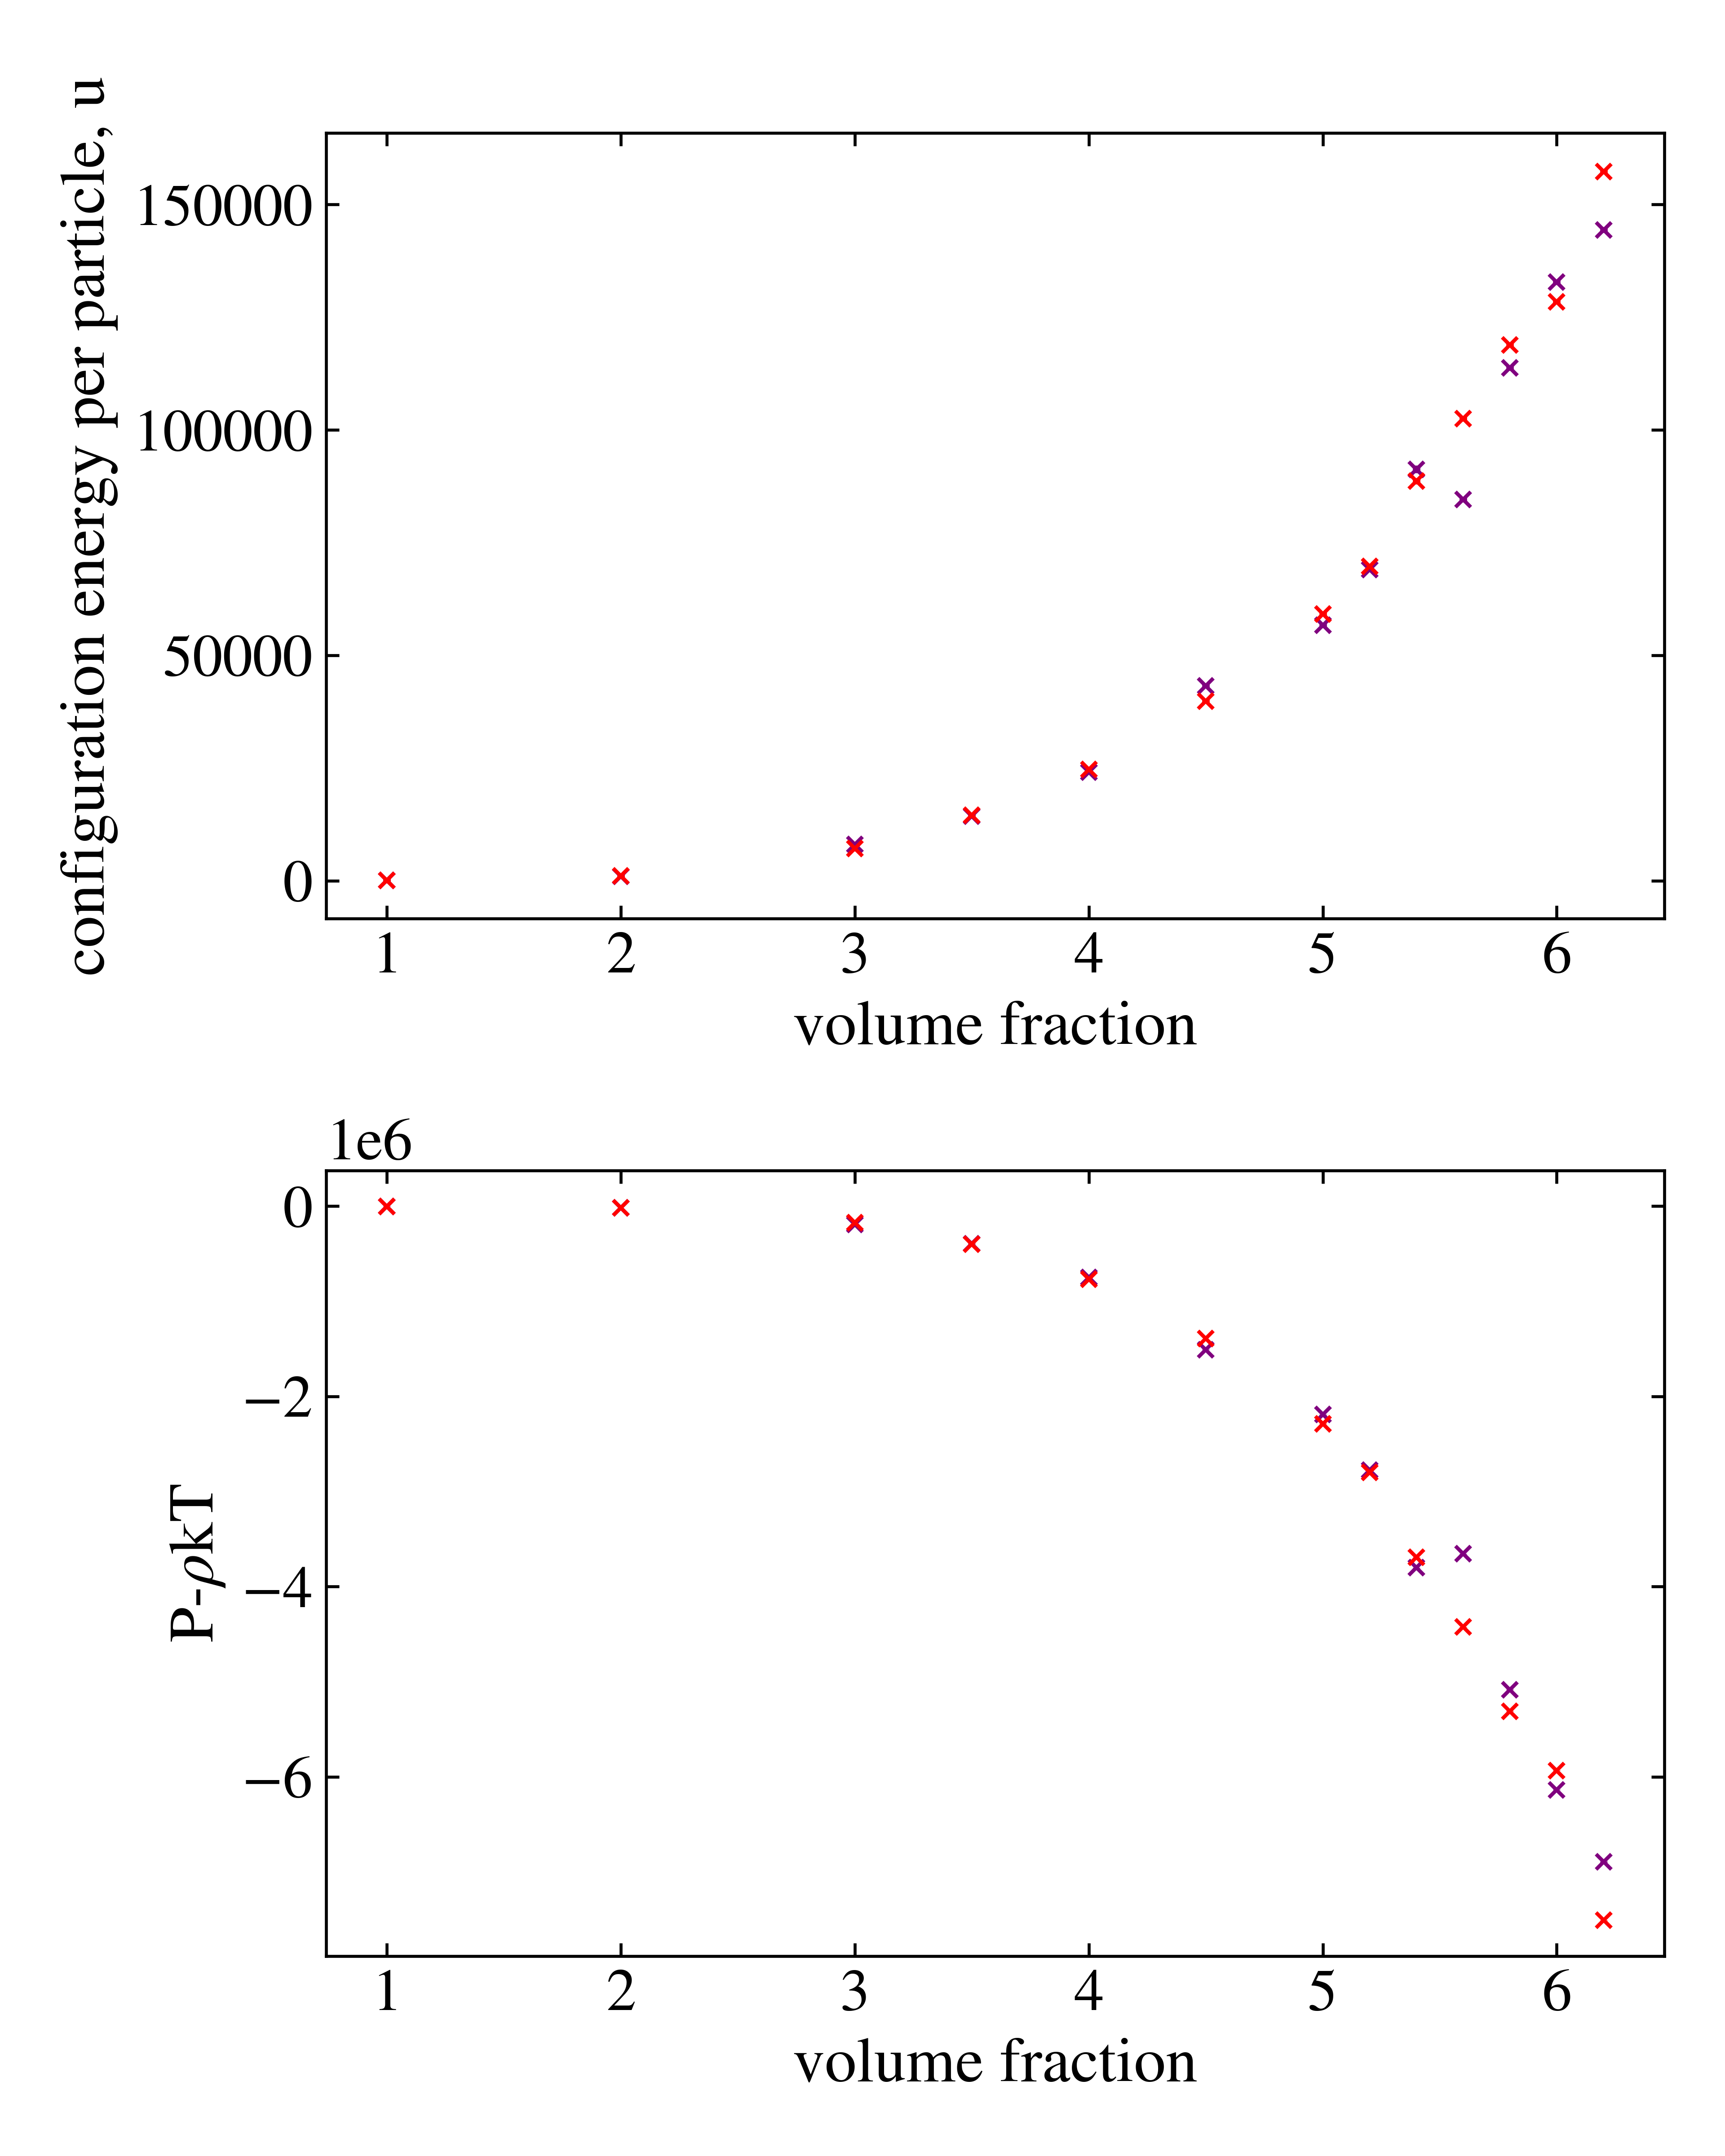 configuration energy per particle, u
150000
100000
50000
0
1 2 3 4 5 6
volume fraction
1e6
P-ρkT
0
−2
−4
−6
1 2 3 4 5 6
volume fraction